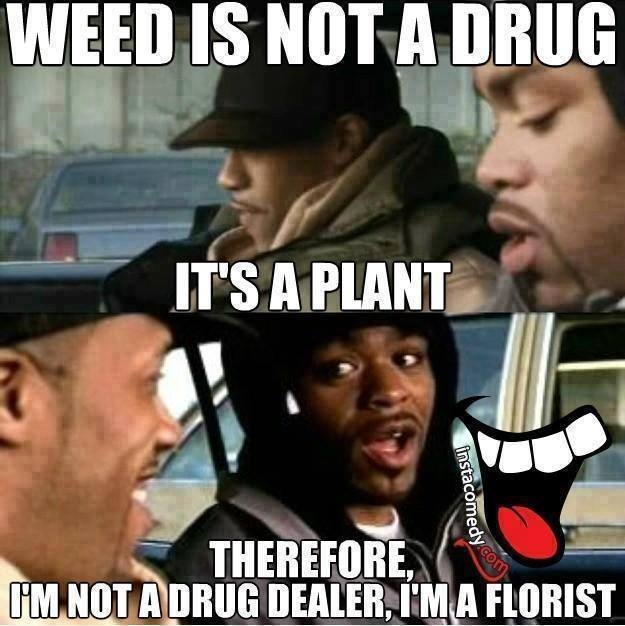 WEED IS NOT A DRUG
IT'S A PLANT
instacomedy.com
THEREFORE,
I'M NOT A DRUG DEALER, I'M A FLORIST